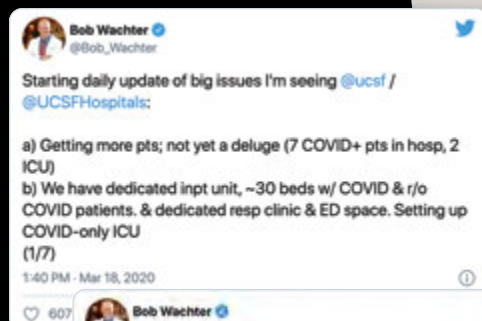 Bob Wachter
@Bob_Wachter
Starting daily update of big issues I'm seeing @ucsf /
@UCSFHospitals:
a) Getting more pts; not yet a deluge (7 COVID+ pts in hosp, 2
ICU)
b) We have dedicated inpt unit, ~30 beds w/ COVID & r/o
COVID patients. & dedicated resp clinic & ED space. Setting up
COVID-only ICU
(1/7)
1:40 PM - Mar 18, 2020
607
Bob Wachter